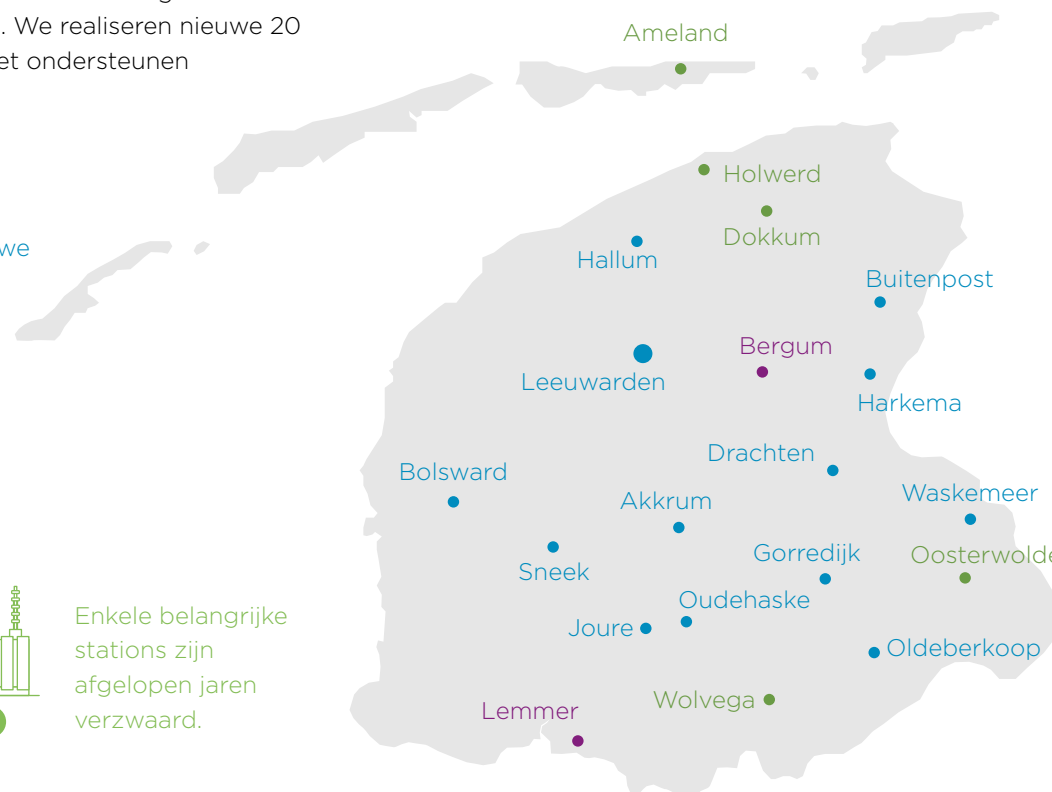 . We realiseren nieuwe 20
et ondersteunen
we
Ameland
Holwerd
Dokkum
Hallum
Buitenpost
Bergum
Leeuwarden
Harkema
Drachten
Bolsward
Waskemeer
Akkrum
Gorredijk
Oosterwolde
Sneek
Oudehaske
Joure
Oldeberkoop
Wolvega
Lemmer
Enkele belangrijke
stations zijn
afgelopen jaren
verzwaard.